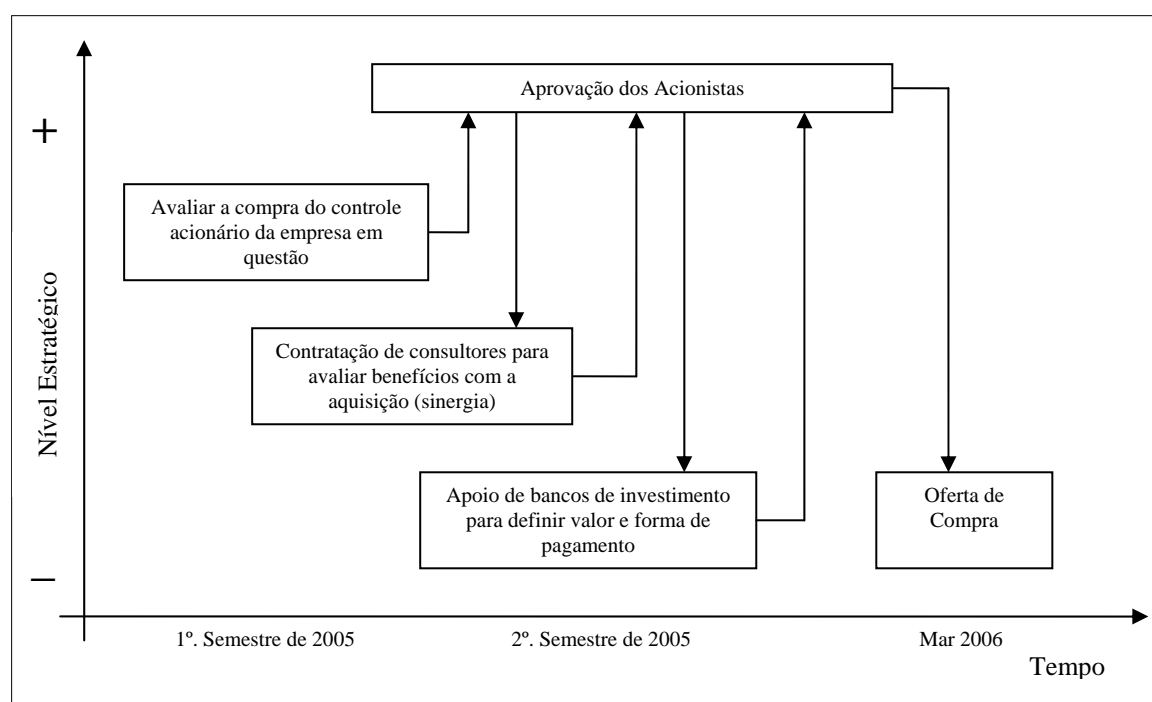 Aprovação dos Acionistas
+
Avaliar a compra do controle
acionário da empresa em
questão
Nível Estratégico
Contratação de consultores para
avaliar benefícios com a
aquisição (sinergia)
Apoio de bancos de investimento
para definir valor e forma de
pagamento
Oferta de
Compra
–
1º. Semestre de 2005
2º. Semestre de 2005
Mar 2006
Tempo